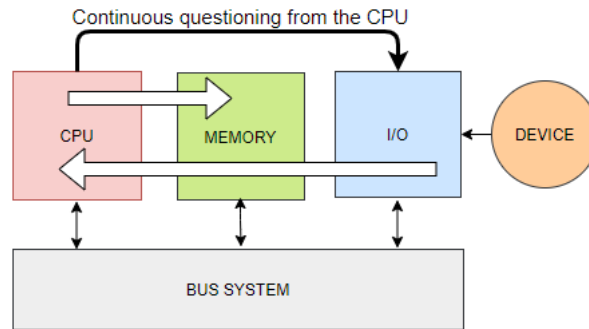 Continuous questioning from the CPU
CPU
MEMORY
I/O
DEVICE
BUS SYSTEM